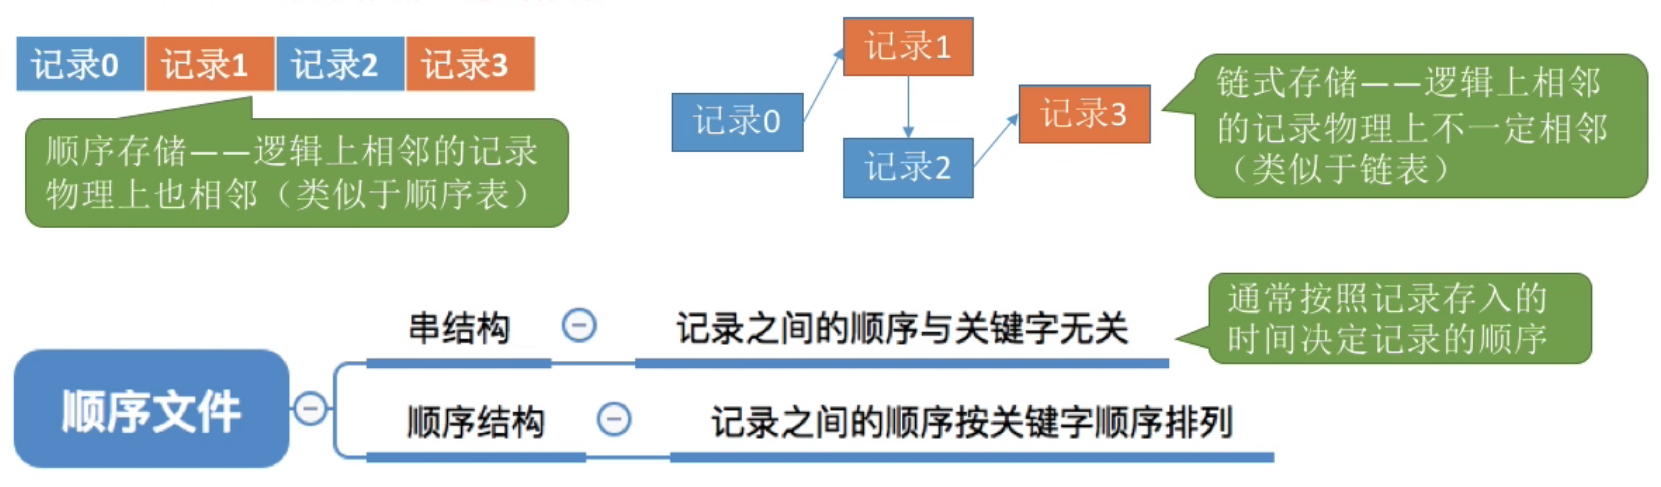 记录0
记录1
记录2
记录3
顺序存储——逻辑上相邻的记录
物理上也相邻（类似于顺序表）
记录0
记录1
记录2
记录3
链式存储——逻辑上相邻
的记录物理上不一定相邻
（类似于链表）
顺序文件
串结构
记录之间的顺序与关键字无关
通常按照记录存入的
时间决定记录的顺序
顺序结构
记录之间的顺序按关键字顺序排列